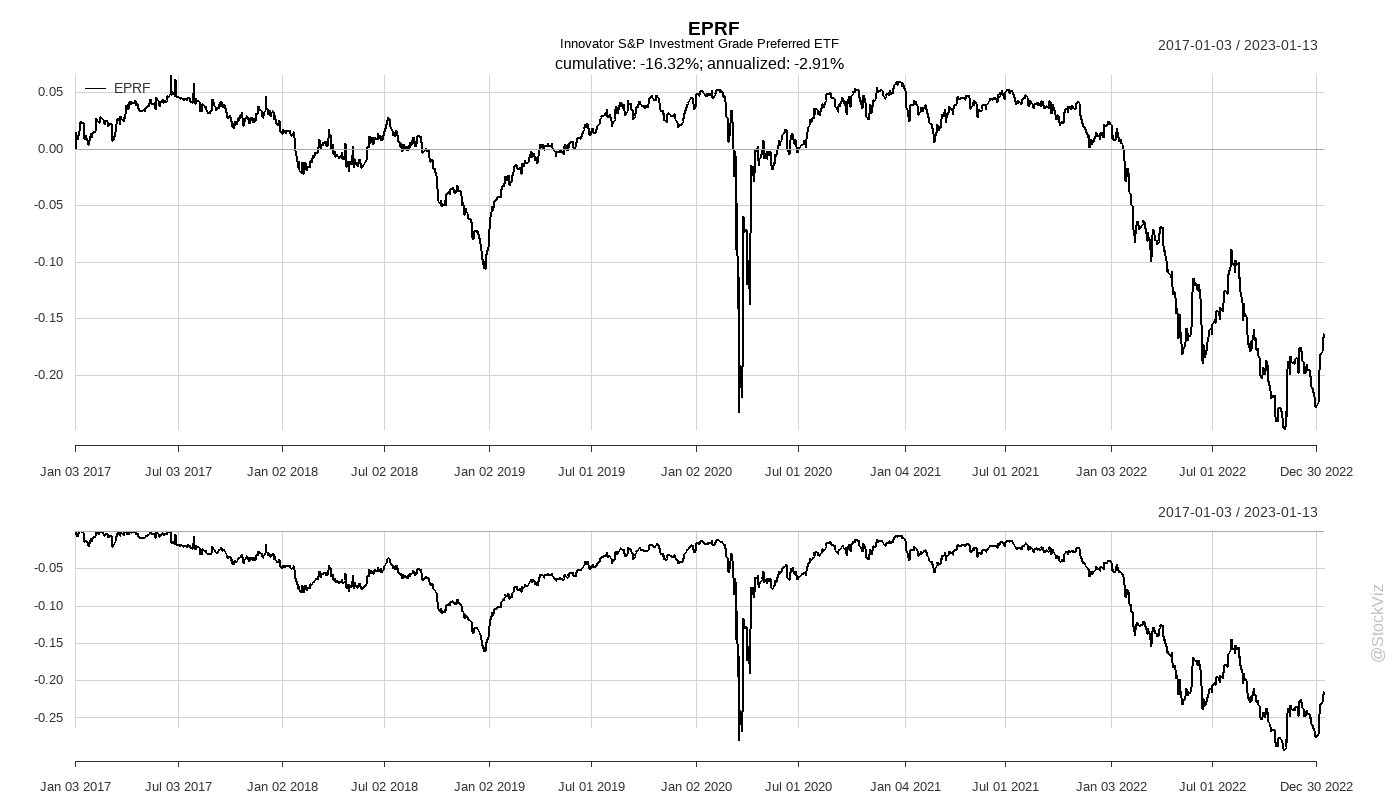 EPRF
Innovator S&P Investment Grade Preferred ETF
cumulative: -16.32%; annualized: -2.91%
2017-01-03 / 2023-01-13
EPRF
0.05
0.00
-0.05
-0.10
-0.15
-0.20
Jan 03 2017 Jul 03 2017 Jan 02 2018 Jul 02 2018 Jan 02 2019 Jul 01 2019 Jan 02 2020 Jul 01 2020 Jan 04 2021 Jul 01 2021 Jan 03 2022 Jul 01 2022 Dec 30 2022
2017-01-03 / 2023-01-13
-0.05
-0.10
-0.15
-0.20
-0.25
Jan 03 2017 Jul 03 2017 Jan 02 2018 Jul 02 2018 Jan 02 2019 Jul 01 2019 Jan 02 2020 Jul 01 2020 Jan 04 2021 Jul 01 2021 Jan 03 2022 Jul 01 2022 Dec 30 2022
@StockViz